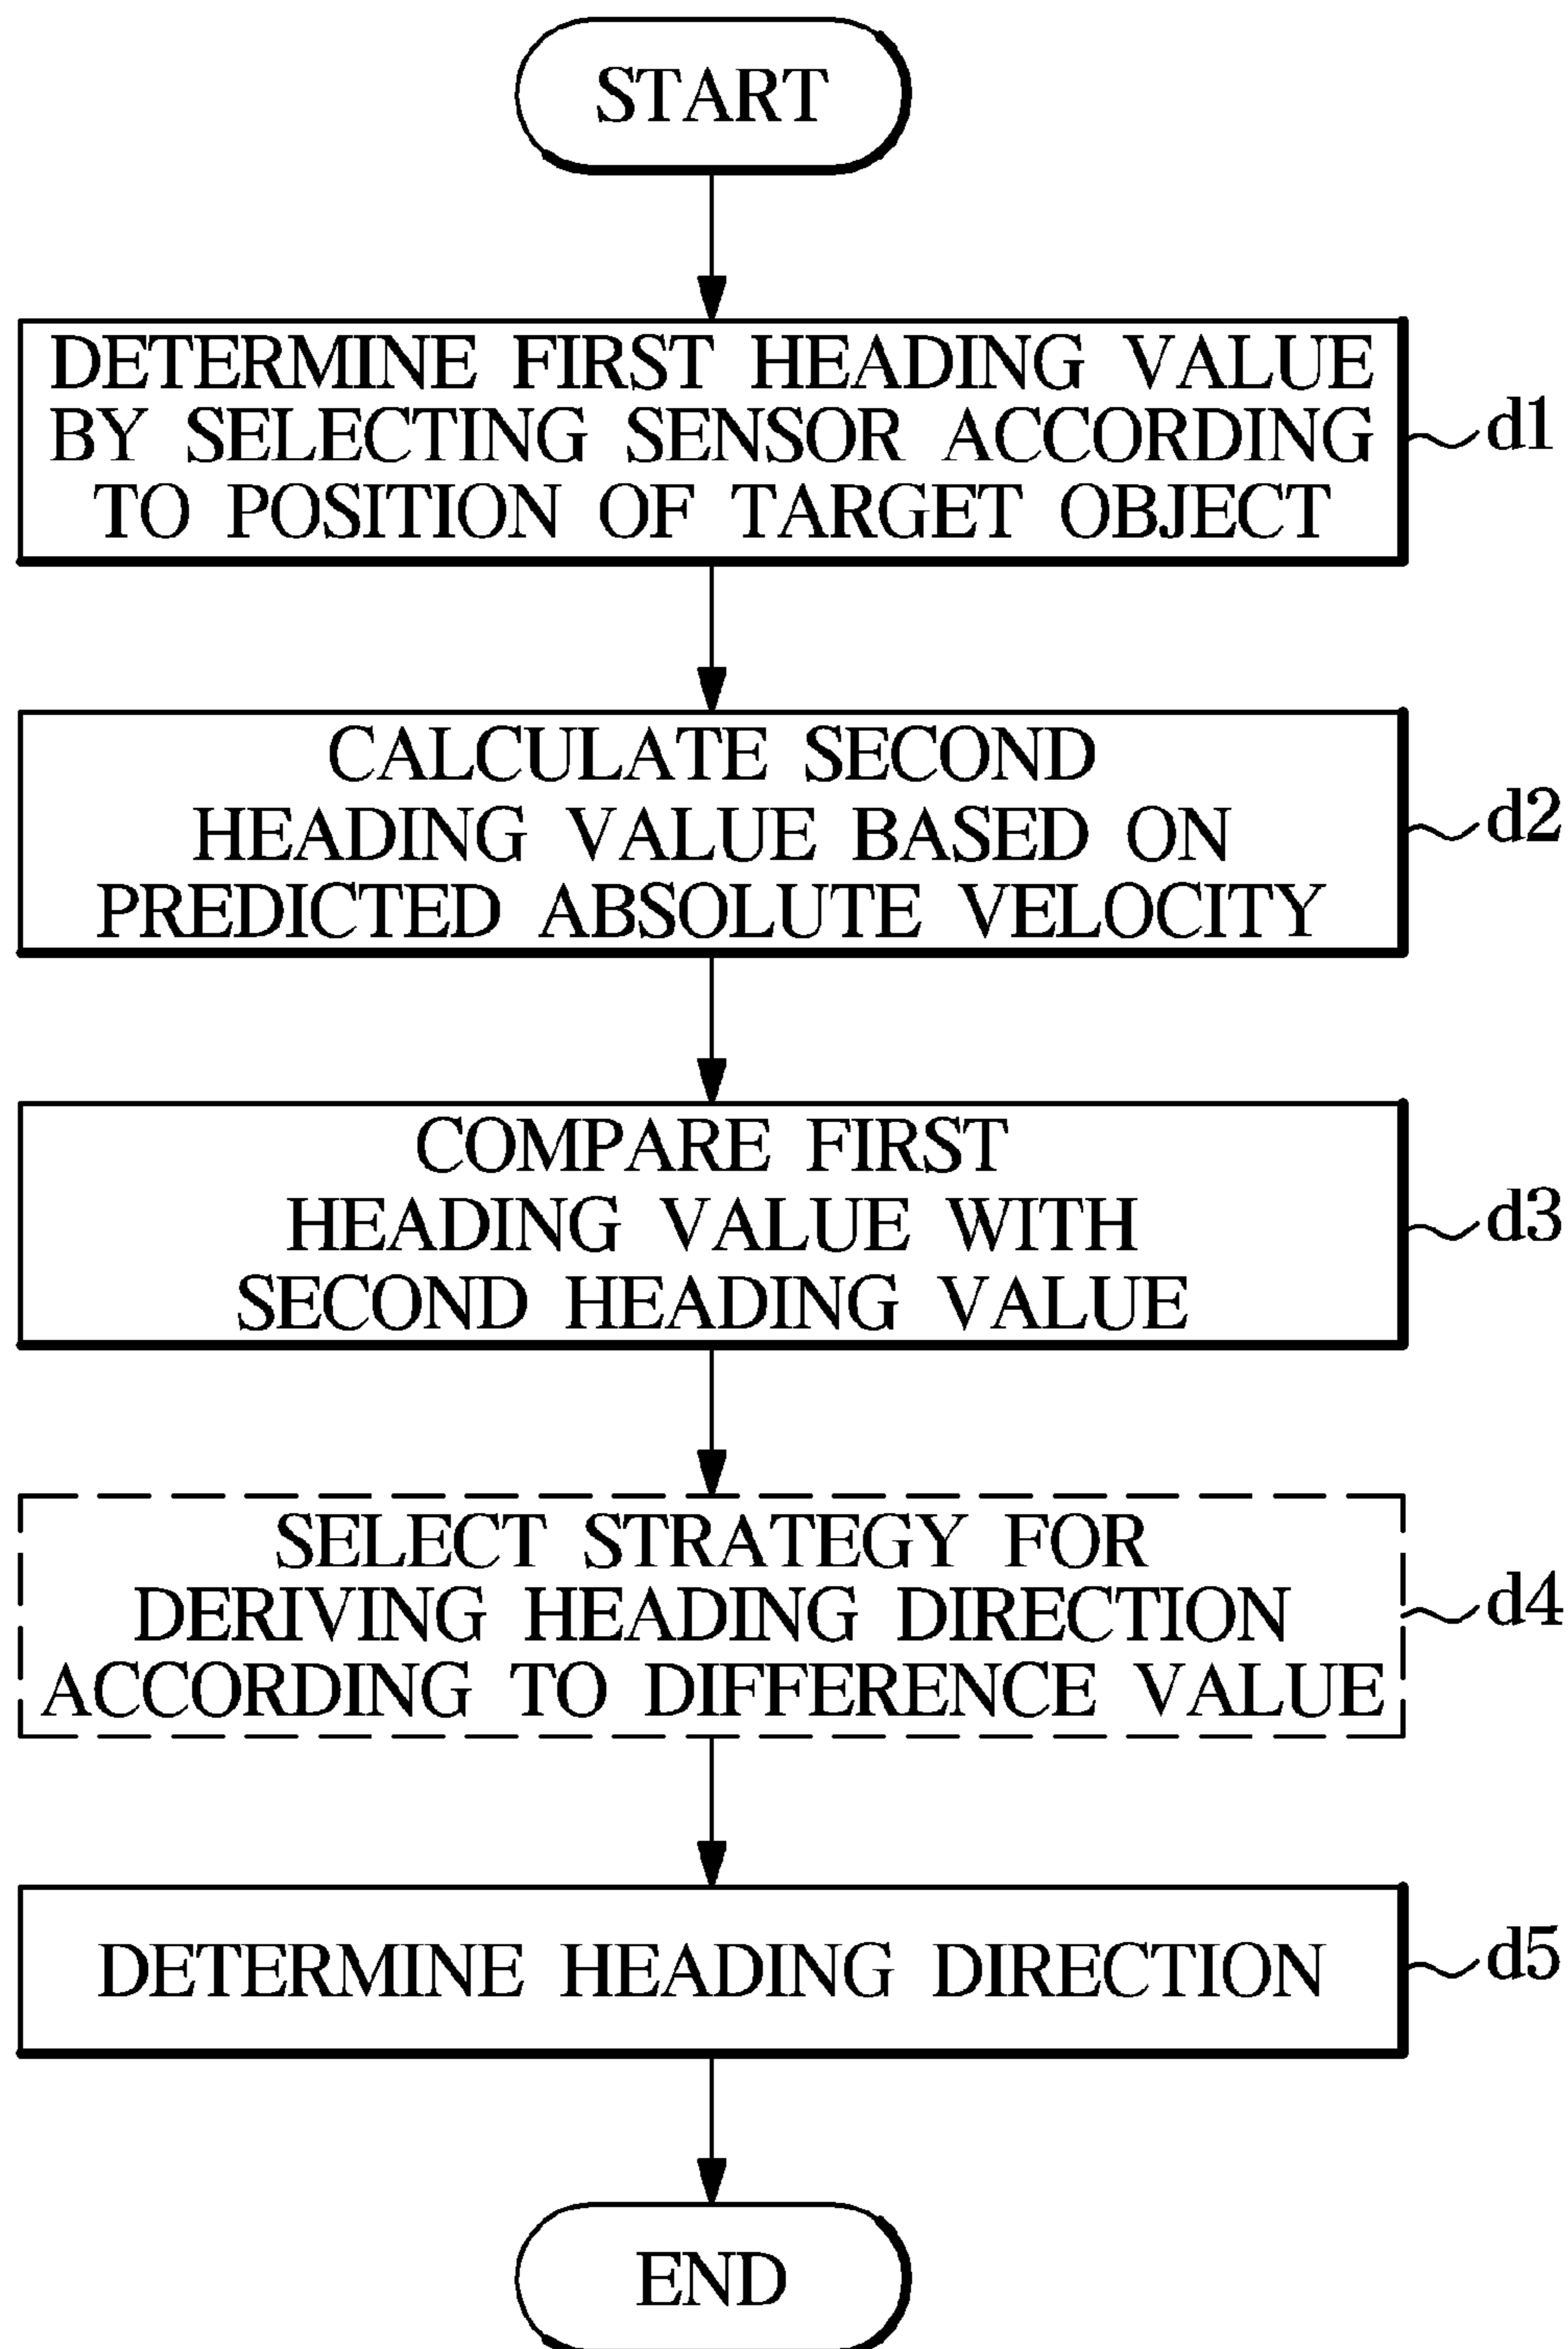 START
DETERMINE FIRST HEADING VALUE
BY SELECTING SENSOR ACCORDING
TO POSITION OF TARGET OBJECT
d1
CALCULATE SECOND
HEADING VALUE BASED ON
PREDICTED ABSOLUTE VELOCITY
d2
COMPARE FIRST
HEADING VALUE WITH
SECOND HEADING VALUE
d3
SELECT STRATEGY FOR
DERIVING HEADING DIRECTION
ACCORDING TO DIFFERENCE VALUE
d4
DETERMINE HEADING DIRECTION
d5
END